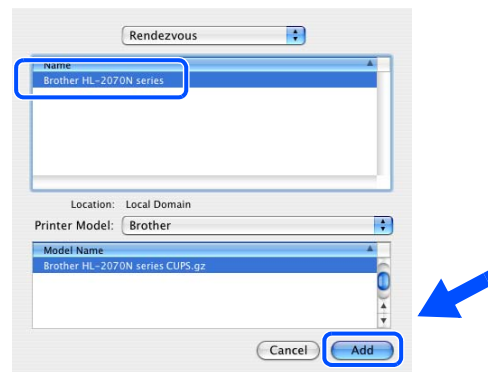 Rendezvous
Name
Brother HL-2070N series
Location: Local Domain
Printer Model: Brother
Model Name
Brother HL-2070N series CUPS.gz
Cancel Add